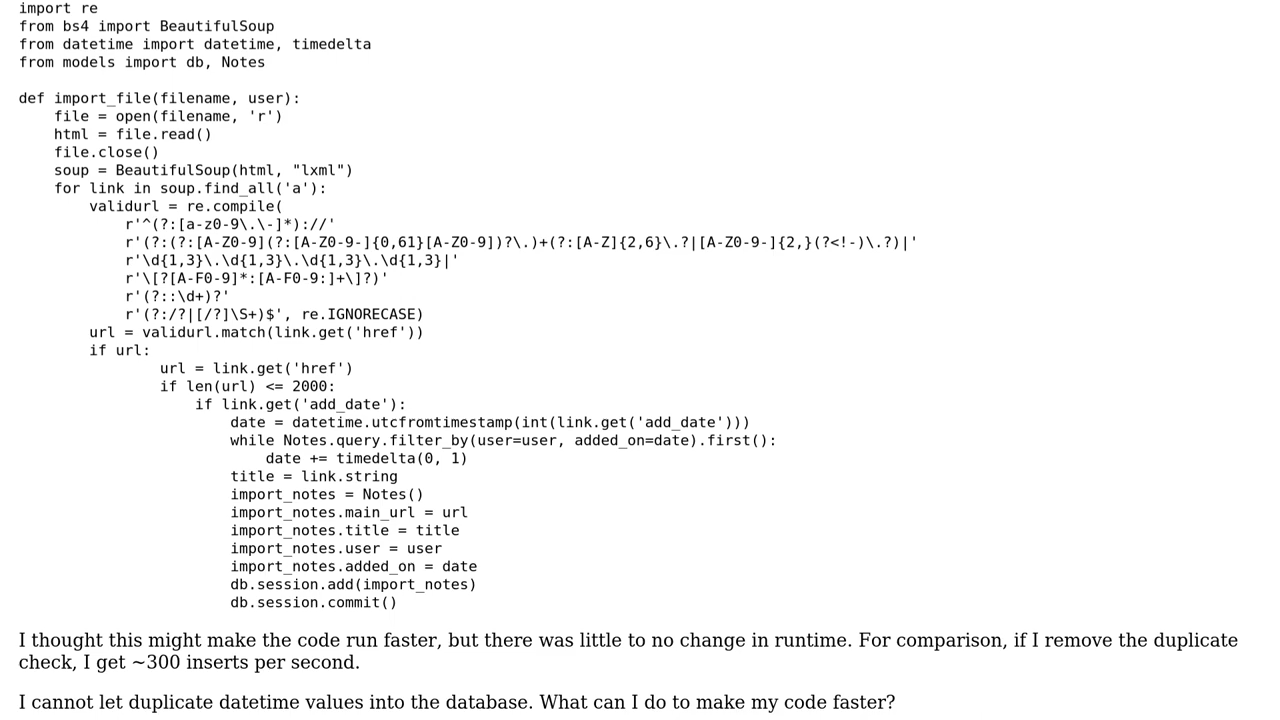 import re
from bs4 import BeautifulSoup
from datetime import datetime, timedelta
from models import db, Notes

def import_file(filename, user):
    file = open(filename, 'r')
    html = file.read()
    file.close()
    soup = BeautifulSoup(html, "lxml")
    for link in soup.find_all('a'):
        validurl = re.compile(
            r'^(?:[a-z0-9\.\-]*)://'
            r'(?:(?:[A-Z0-9](?:[A-Z0-9-]{0,61}[A-Z0-9])?\.)+(?:[A-Z]{2,6}\.?|[A-Z0-9-]{2,}(?<!-)\.?)|'
            r'\d{1,3}\.\d{1,3}\.\d{1,3}\.\d{1,3}|'
            r'\[?[A-F0-9]*:[A-F0-9:]+\]?)'
            r'(?::\d+)?'
            r'(?:/?|[/?]\S+)$', re.IGNORECASE)
        url = validurl.match(link.get('href'))
        if url:
                url = link.get('href')
                if len(url) <= 2000:
                    if link.get('add_date'):
                        date = datetime.utcfromtimestamp(int(link.get('add_date')))
                        while Notes.query.filter_by(user=user, added_on=date).first():
                            date += timedelta(0, 1)
                        title = link.string
                        import_notes = Notes()
                        import_notes.main_url = url
                        import_notes.title = title
                        import_notes.user = user
                        import_notes.added_on = date
                        db.session.add(import_notes)
                        db.session.commit()

I thought this might make the code run faster, but there was little to no change in runtime. For comparison, if I remove the duplicate
check, I get ~300 inserts per second.

I cannot let duplicate datetime values into the database. What can I do to make my code faster?